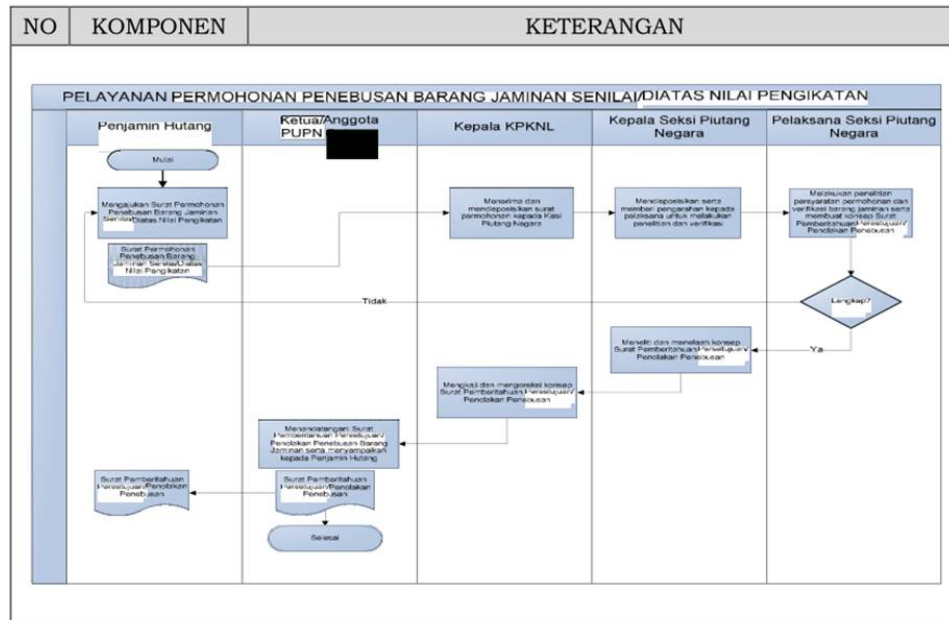 NO KOMPONEN KETERANGAN
PELAYANAN PERMOHONAN PENEBUSAN BARANG JAMINAN SENILAI/DIATAS NILAI PENGIKATAN
Penjamin Hutang
Ketua/Anggota
PUPN
Kepala KPKNL
Kepala Seksi Piutang
Negara
Pelaksana Seksi Piutang
Negara
Mulai
Mengajukan Surat Permohonan
Penebusan Barang Jaminan
Senilai/Diatas Nilai Pengikatan
Surat Permohonan
Penebusan Barang
Jaminan Senilai/Diatas
Nilai Pengikatan
Menerima dan
mendisposisikan surat
permohonan kepada Kasi
Piutang Negara
Mendisposisikan serta
memberi pengarahan kepada
pelaksana untuk melakukan
penelitian dan verifikasi
Melakukan penelitian
persyaratan permohonan dan
verifikasi barang jaminan serta
membuat konsep Surat
Pemberitahuan Persetujuan/
Penolakan Penebusan
Tidak
Lengkap?
Ya
Meneliti dan menelaah konsep
Surat Pemberitahuan Persetujuan/
Penolakan Penebusan
Mengkaji dan mengoreksi konsep
Surat Pemberitahuan Persetujuan/
Penolakan Penebusan
Menandatangani Surat
Pemberitahuan Persetujuan/
Penolakan Penebusan Barang
Jaminan serta menyampaikan
kepada Penjamin Hutang
Surat Pemberitahuan
Persetujuan/Penolakan
Penebusan
Surat Pemberitahuan
Persetujuan/Penolakan
Penebusan
Selesai